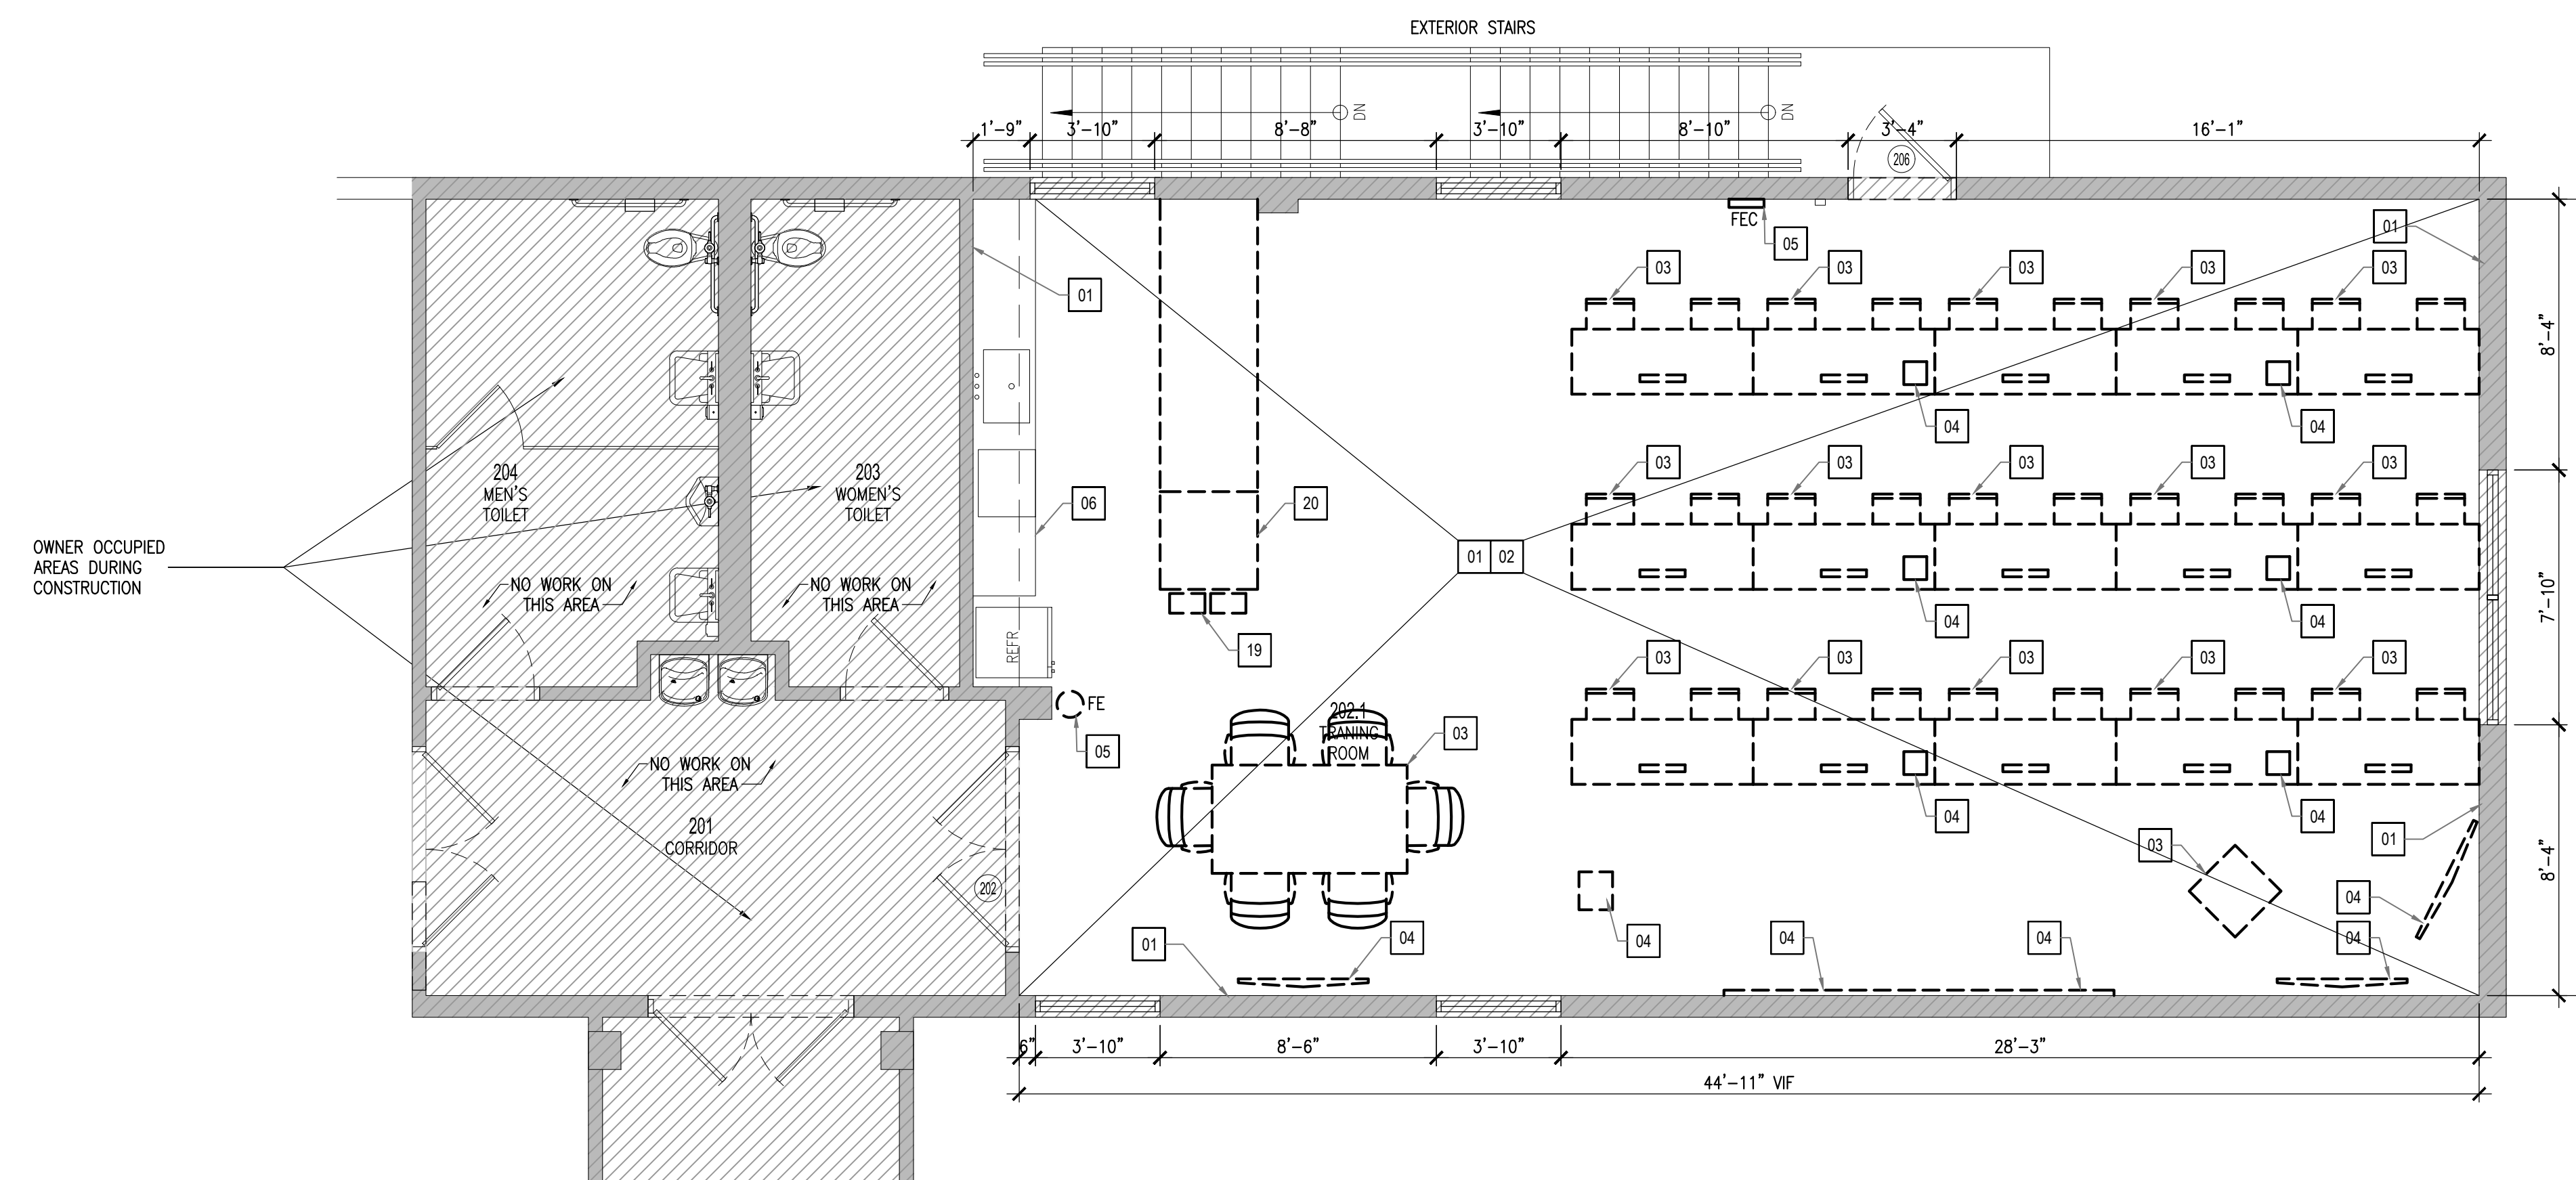 EXTERIOR STAIRS
DN
DN
1'-9"
3'-10"
8'-8"
3'-10"
8'-10"
3'-4"
16'-1"
206
FEC
05
01
01
03
03
03
03
03
8'-4"
04
04
204
MEN'S
TOILET
203
WOMEN'S
TOILET
06
20
03
03
03
03
03
OWNER OCCUPIED
AREAS DURING
CONSTRUCTION
NO WORK ON
THIS AREA
NO WORK ON
THIS AREA
01 02
7'-10"
04
04
REFR
19
03
03
03
03
03
FE
05
202.1
TRANING
ROOM
03
NO WORK ON
THIS AREA
201
CORRIDOR
04
04
01
03
8'-4"
202
04
01
04
04
04
04
04
6"
3'-10"
8'-6"
3'-10"
28'-3"
44'-11" VIF